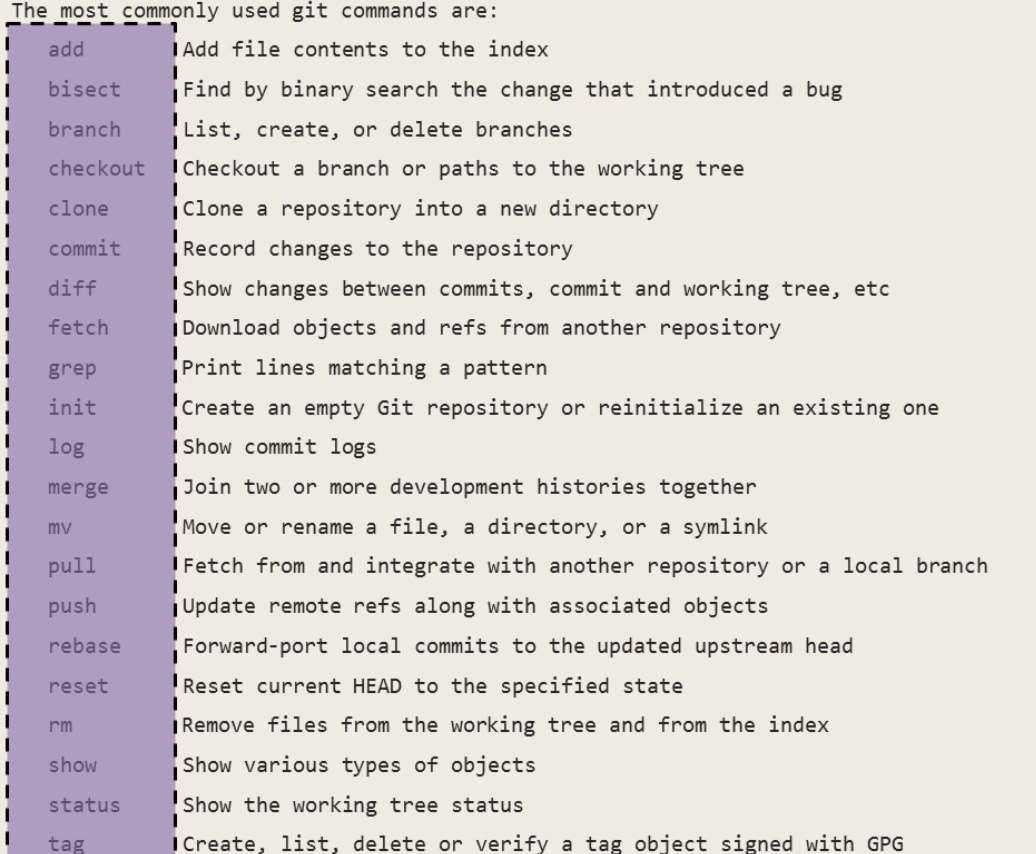 The most commonly used git commands are:
add Add file contents to the index
bisect Find by binary search the change that introduced a bug
branch List, create, or delete branches
checkout Checkout a branch or paths to the working tree
clone Clone a repository into a new directory
commit Record changes to the repository
diff Show changes between commits, commit and working tree, etc
fetch Download objects and refs from another repository
grep Print lines matching a pattern
init Create an empty Git repository or reinitialize an existing one
log Show commit logs
merge Join two or more development histories together
mv Move or rename a file, a directory, or a symlink
pull Fetch from and integrate with another repository or a local branch
push Update remote refs along with associated objects
rebase Forward-port local commits to the updated upstream head
reset Reset current HEAD to the specified state
rm Remove files from the working tree and from the index
show Show various types of objects
status Show the working tree status
tag Create, list, delete or verify a tag object signed with GPG